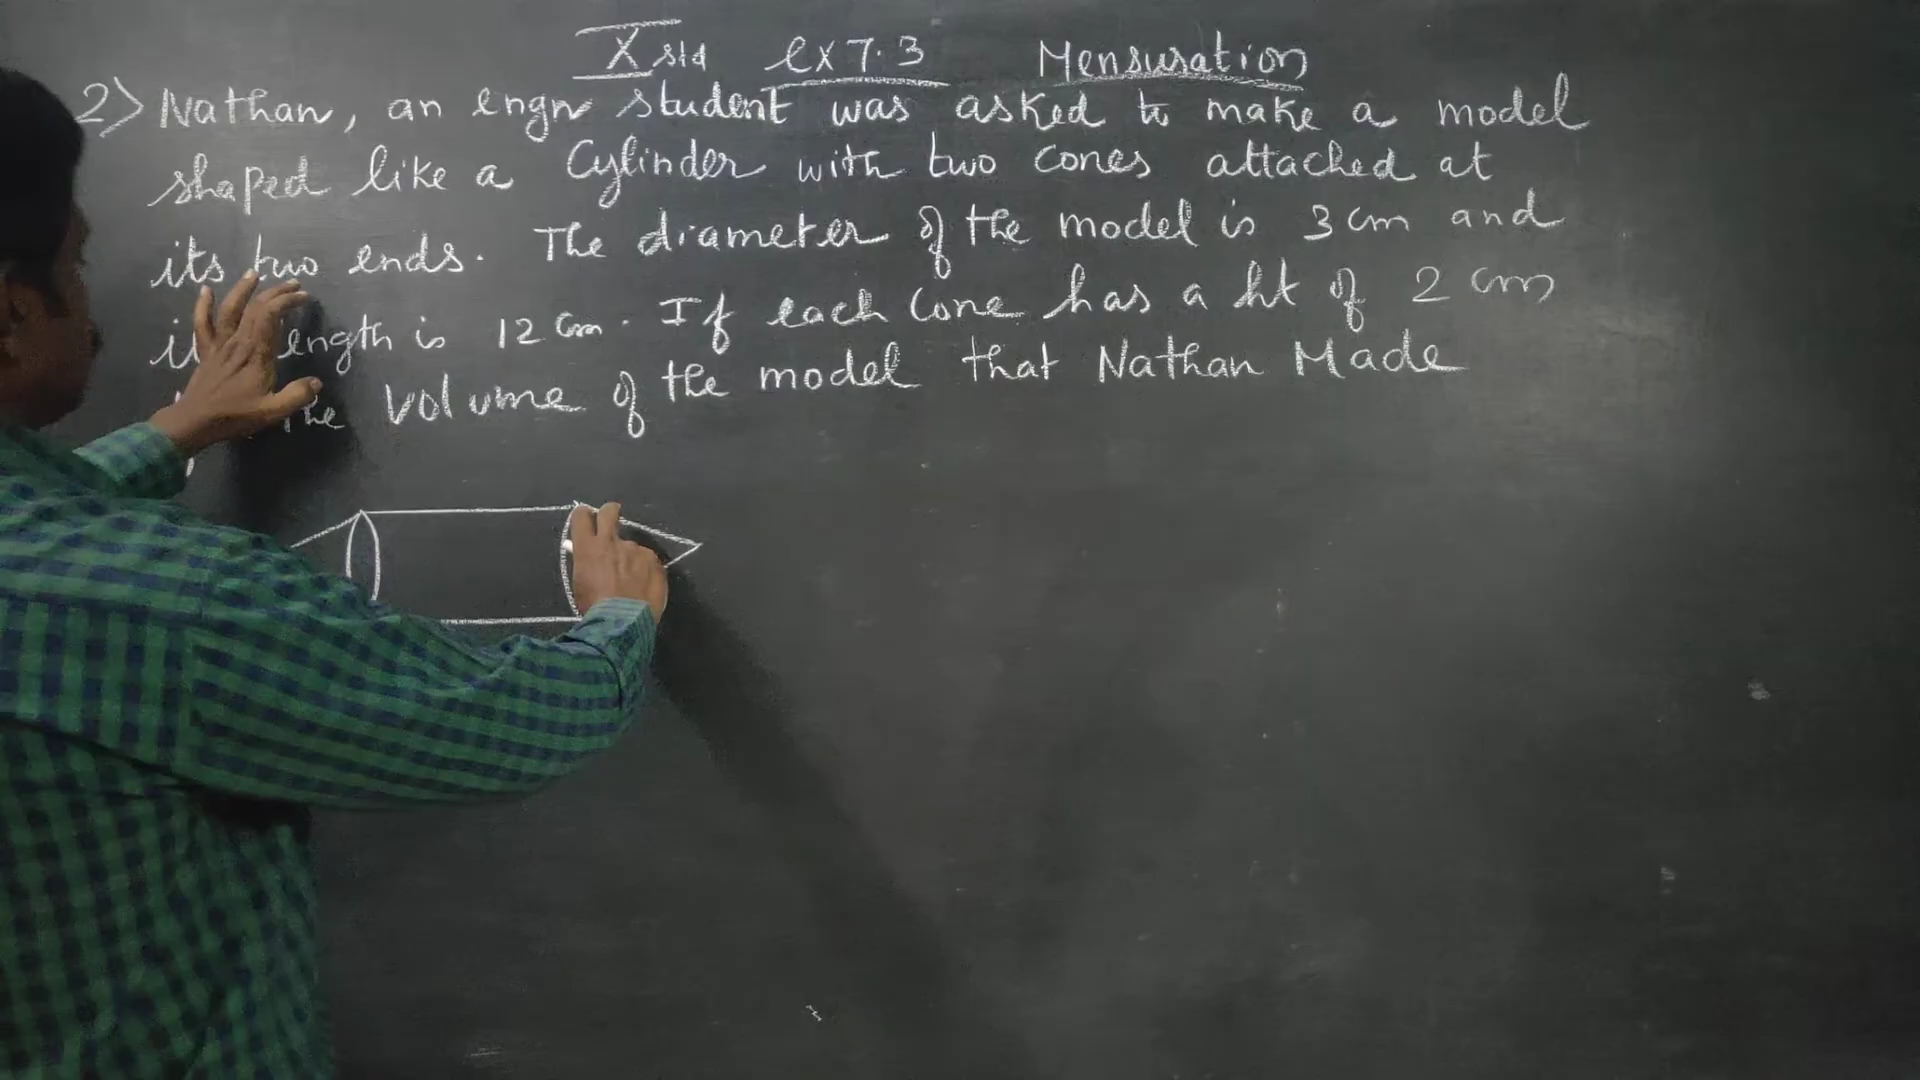 X std ex 7.3 Mensuration
2) Nathan, an engr student was asked to make a model
shaped like a Cylinder with two cones attached at
its two ends. The diameter of the model is 3 cm and
length is 12 cm. If each Cone has a ht of 2 cm
the Volume of the model that Nathan Made